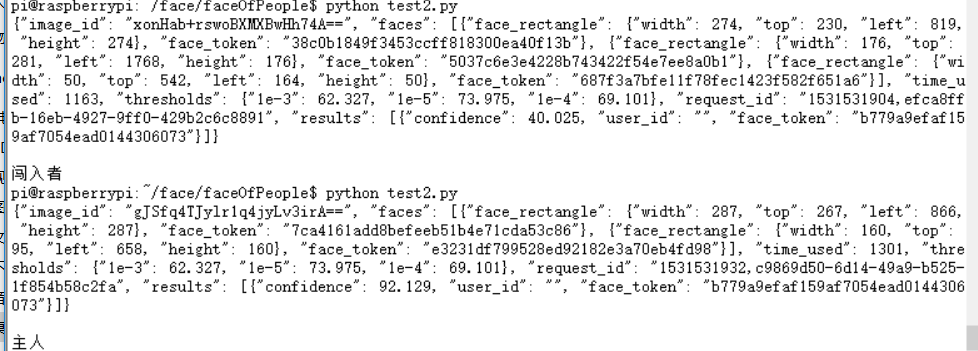 pi@raspberrypi: /face/faceOfPeople$ python test2.py
{"image_id": "xonHab+rswoBXMXBwHh74A==", "faces": [{"face_rectangle": {"width": 274, "top": 230, "left": 819,
"height": 274}, "face_token": "38c0b1849f3453ccff818300ea40f13b"}, {"face_rectangle": {"width": 176, "top":
281, "left": 1768, "height": 176}, "face_token": "5037c6e3e4228b743422f54e7ee8a0b1"}, {"face_rectangle": {"wi
dth": 50, "top": 542, "left": 164, "height": 50}, "face_token": "687f3a7bfe11f78fec1423f582f651a6"}], "time_u
sed": 1163, "thresholds": {"1e-3": 62.327, "1e-5": 73.975, "1e-4": 69.101}, "request_id": "1531531904,efca8ff
b-16eb-4927-9ff0-429b2c6c8891", "results": [{"confidence": 40.025, "user_id": "", "face_token": "b779a9efaf15
9af7054ead0144306073"}]}
闯入者
pi@raspberrypi:~/face/faceOfPeople$ python test2.py
{"image_id": "gJSfq4TJylr1q4jyLv3irA==", "faces": [{"face_rectangle": {"width": 287, "top": 267, "left": 866,
"height": 287}, "face_token": "7ca4161add8befeeb51b4e71cda53c86"}, {"face_rectangle": {"width": 160, "top":
95, "left": 658, "height": 160}, "face_token": "e3231df799528ed92182e3a70eb4fd98"}], "time_used": 1301, "thre
sholds": {"1e-3": 62.327, "1e-5": 73.975, "1e-4": 69.101}, "request_id": "1531531932,c9869d50-6d14-49a9-b525-
1f854b58c2fa", "results": [{"confidence": 92.129, "user_id": "", "face_token": "b779a9efaf159af7054ead0144306
073"}]}
主人